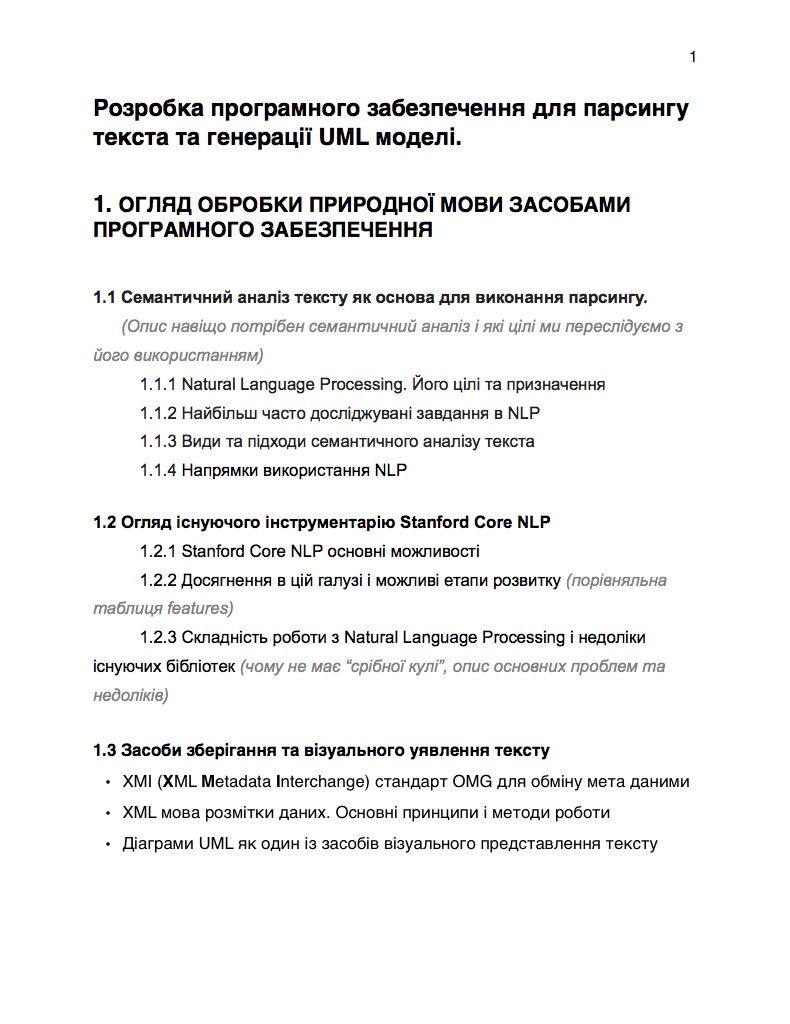 1
Розробка програмного забезпечення для парсингу
текста та генерації UML моделі.
1. ОГЛЯД ОБРОБКИ ПРИРОДНОЇ МОВИ ЗАСОБАМИ
ПРОГРАМНОГО ЗАБЕЗПЕЧЕННЯ
1.1 Семантичний аналіз тексту як основа для виконання парсингу.
(Опис навіщо потрібен семантичний аналіз і які цілі ми переслідуємо з
його використанням)
1.1.1 Natural Language Processing. Його цілі та призначення
1.1.2 Найбільш часто досліджувані завдання в NLP
1.1.3 Види та підходи семантичного аналізу текста
1.1.4 Напрямки використання NLP
1.2 Огляд існуючого інструментарію Stanford Core NLP
1.2.1 Stanford Core NLP основні можливості
1.2.2 Досягнення в цій галузі і можливі етапи розвитку (порівняльна
таблиця features)
1.2.3 Складність роботи з Natural Language Processing і недоліки
існуючих бібліотек (чому не має “срібної кулі”, опис основних проблем та
недоліків)
1.3 Засоби зберігання та візуального уявлення тексту
• XMI (XML Metadata Interchange) стандарт OMG для обміну мета даними
• XML мова розмітки даних. Основні принципи і методи роботи
• Діаграми UML як один із засобів візуального представлення тексту